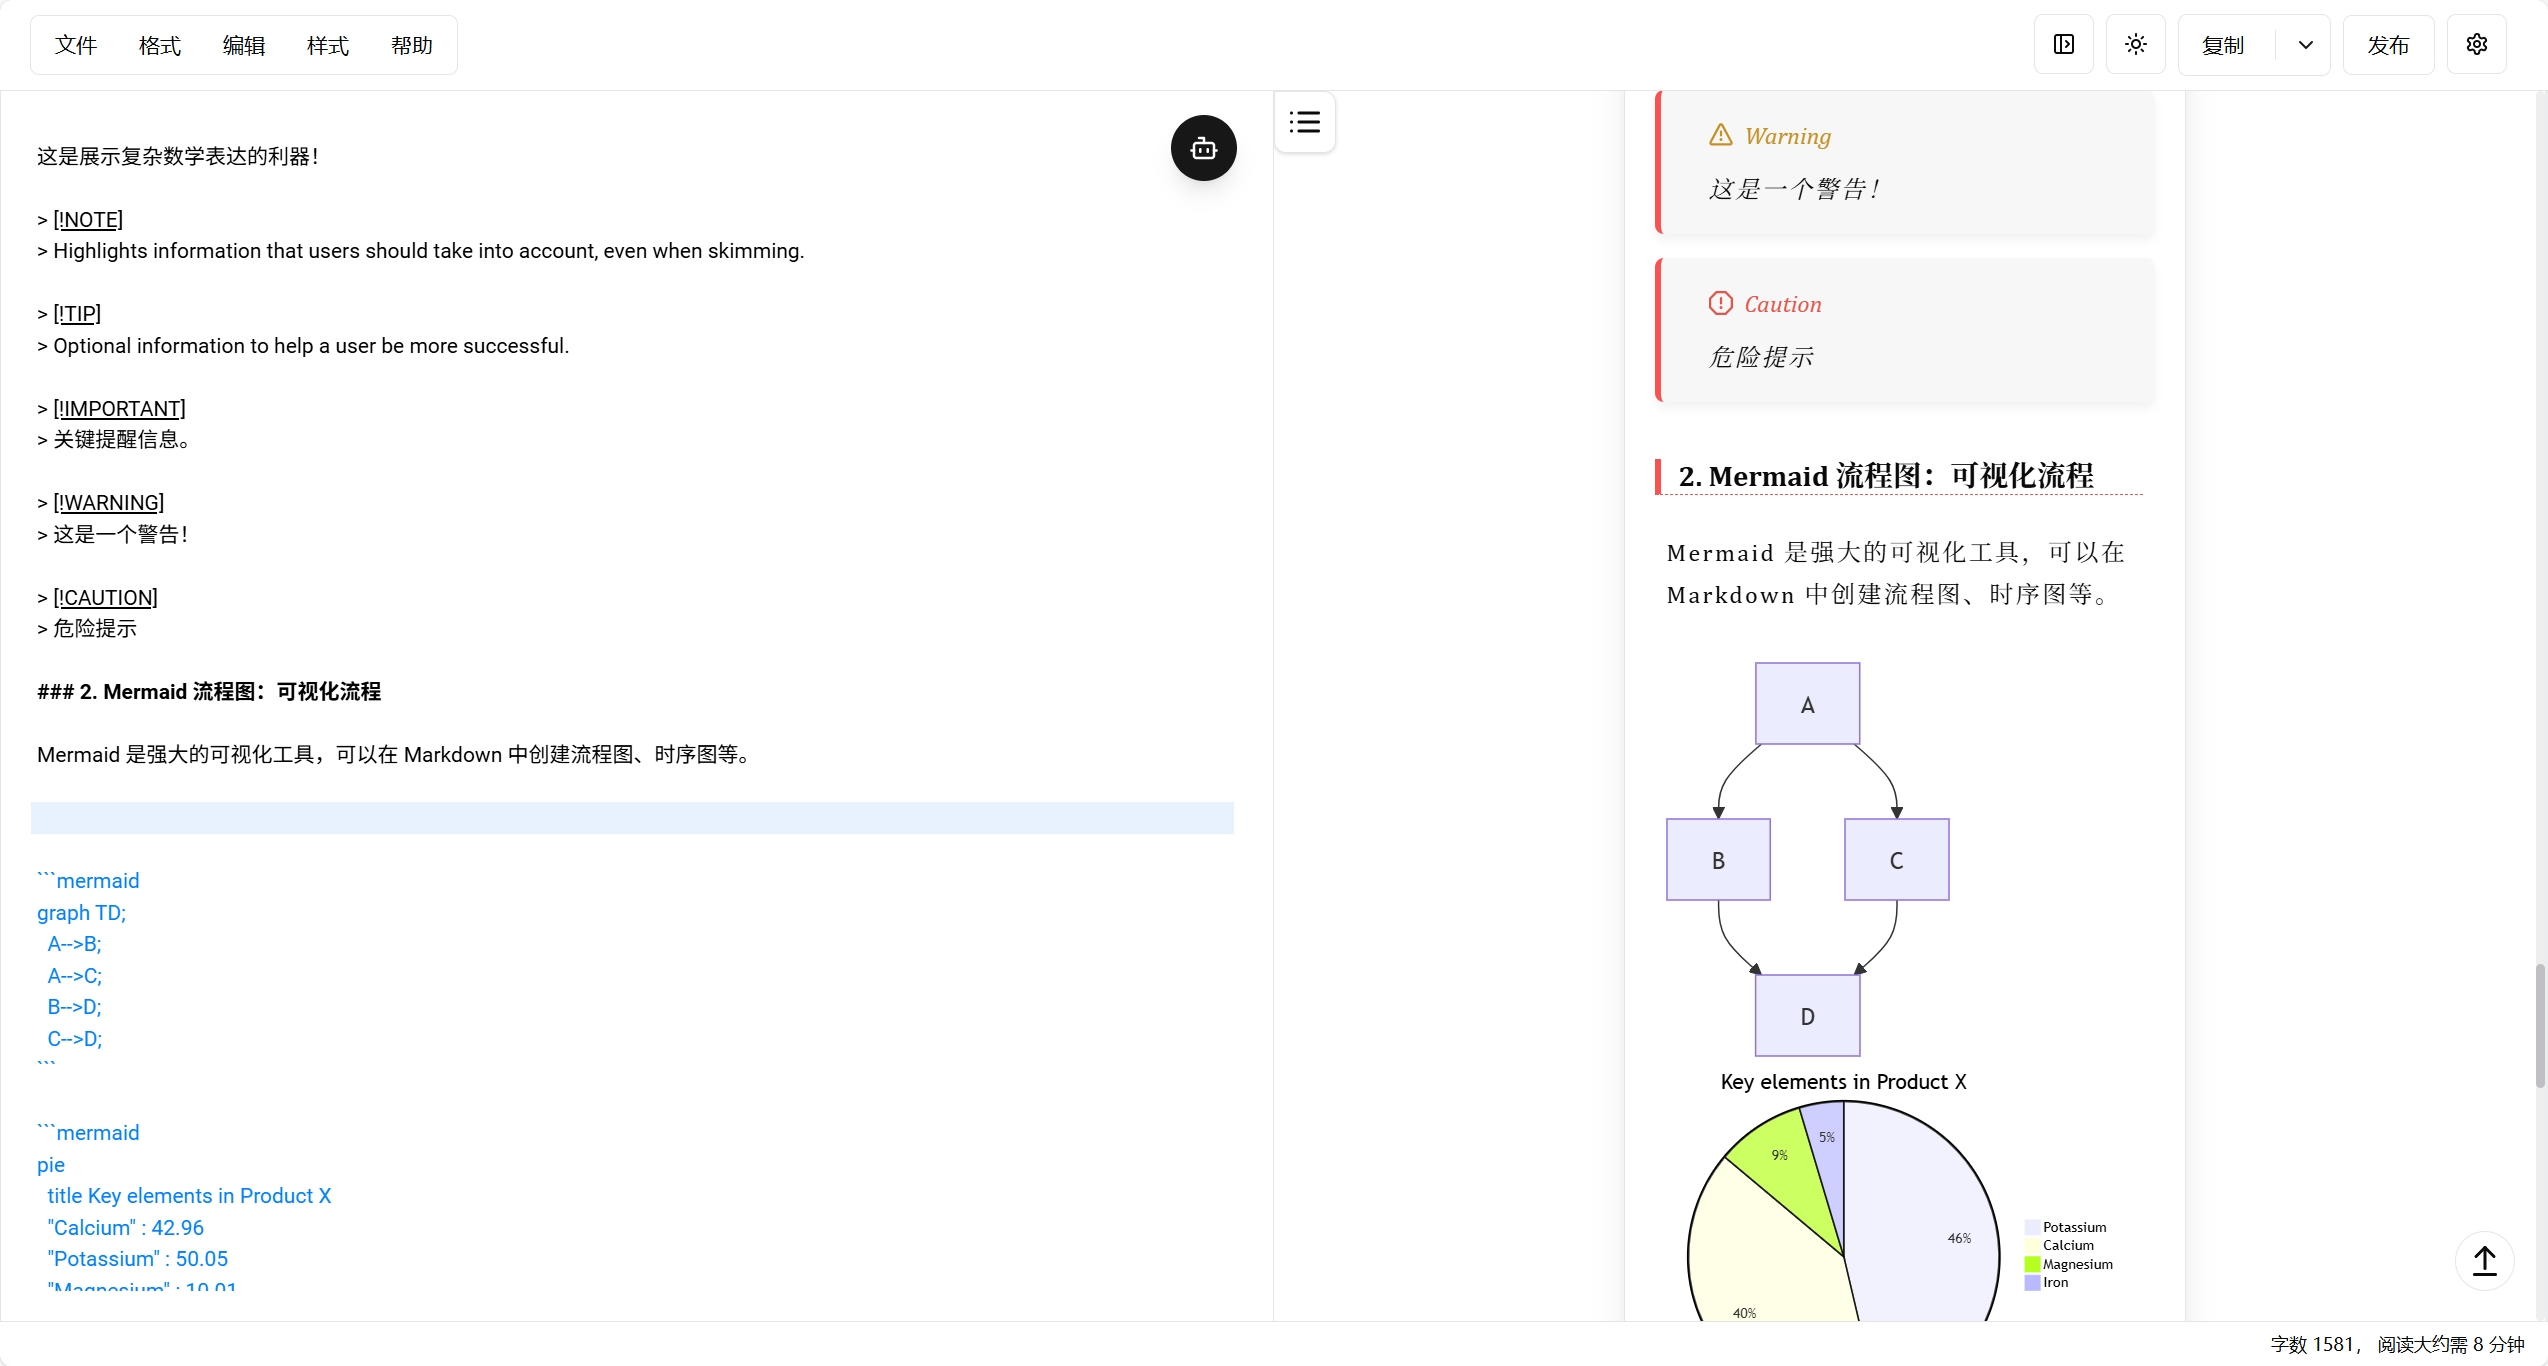 文件 格式 编辑 样式 帮助
复制 发布
这是展示复杂数学表达的利器！
> [!NOTE]
> Highlights information that users should take into account, even when skimming.
> [!TIP]
> Optional information to help a user be more successful.
> [!IMPORTANT]
> 关键提醒信息。
> [!WARNING]
> 这是一个警告！
> [!CAUTION]
> 危险提示
### 2. Mermaid 流程图：可视化流程
Mermaid 是强大的可视化工具，可以在 Markdown 中创建流程图、时序图等。
```mermaid
graph TD;
A-->B;
A-->C;
B-->D;
C-->D;
```
```mermaid
pie
title Key elements in Product X
"Calcium" : 42.96
"Potassium" : 50.05
"Magnesium" : 10.01
Warning
这是一个警告！
Caution
危险提示
2. Mermaid 流程图：可视化流程
Mermaid 是强大的可视化工具，可以在
Markdown 中创建流程图、时序图等。
A
B
C
D
Key elements in Product X
5%
9%
46%
40%
Potassium
Calcium
Magnesium
Iron
字数 1581， 阅读大约需 8 分钟